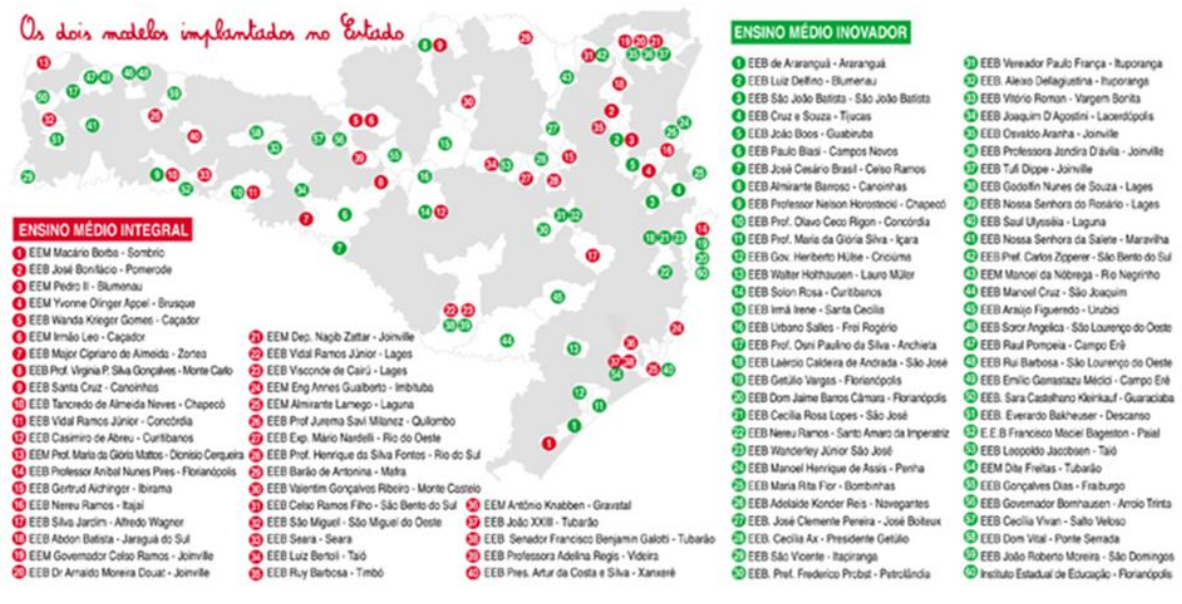 Os dois modelos implantados no Estado
ENSINO MÉDIO INTEGRAL
1 EEM Macário Borba - Sombrio
2 EEB José Bonifácio - Pomerode
3 EEM Pedro II - Blumenau
4 EEM Yvonne Olinger Appel - Brusque
5 EEB Wanda Krieger Gomes - Caçador
6 EEM Irmão Leo - Caçador
7 EEB Major Cipriano de Almeida - Zortea
8 EEB Prof. Virginia P. Silva Gonçalves - Monte Carlo
9 EEB Santa Cruz - Canoinhas
10 EEB Tancredo de Almeida Neves - Chapecó
11 EEB Vidal Ramos Júnior - Concórdia
12 EEB Casimiro de Abreu - Curitibanos
13 EEM Prof. Maria da Glória Mattos - Dionísio Cerqueira
14 EEB Professor Aníbal Nunes Pires - Florianópolis
15 EEB Gertrud Aichinger - Ibirama
16 EEB Nereu Ramos - Itajaí
17 EEB Silva Jardim - Alfredo Wagner
18 EEB Abdon Batista - Jaraguá do Sul
19 EEM Governador Celso Ramos - Joinville
20 EEB Dr Arnaldo Moreira Douat - Joinville
21 EEM Dep. Nagib Zattar - Joinville
22 EEB Vidal Ramos Júnior - Lages
23 EEB Visconde de Cairú - Lages
24 EEM Eng Annes Gualberto - Imbituba
25 EEM Almirante Lamego - Laguna
26 EEB Prof Jurema Savi Milanez - Quilombo
27 EEB Exp. Mário Nardelli - Rio do Oeste
28 EEB Prof. Henrique da Silva Fontes - Rio do Sul
29 EEB Barão de Antonina - Mafra
30 EEB Valentim Gonçalves Ribeiro - Monte Castelo
31 EEB Celso Ramos Filho - São Bento do Sul
32 EEB São Miguel - São Miguel do Oeste
33 EEB Seara - Seara
34 EEB Luiz Bertoli - Taió
35 EEB Ruy Barbosa - Timbó
36 EEM Antônio Knabben - Gravatal
37 EEB João XXIII - Tubarão
38 EEB Senador Francisco Benjamin Galotti - Tubarão
39 EEB Professora Adelina Regis - Videira
40 EEB Pres. Artur da Costa e Silva - Xanxerê
ENSINO MÉDIO INOVADOR
1 EEB de Araranguá - Araranguá
2 EEB Luiz Delfino - Blumenau
3 EEB São João Batista - São João Batista
4 EEB Cruz e Souza - Tijucas
5 EEB João Boos - Guabiruba
6 EEB Paulo Blasi - Campos Novos
7 EEB José Cesário Brasil - Celso Ramos
8 EEB Almirante Barroso - Canoinhas
9 EEB Professor Nelson Horostecki - Chapecó
10 EEB Prof. Olavo Ceco Rigon - Concórdia
11 EEB Prof. Maria da Glória Silva - Içara
12 EEB Gov. Heriberto Hülse - Criciúma
13 EEB Walter Holthausen - Lauro Müller
14 EEB Solon Rosa - Curitibanos
15 EEB Irmã Irene - Santa Cecília
16 EEB Urbano Salles - Frei Rogério
17 EEB Prof. Osni Paulino da Silva - Anchieta
18 EEB Laércio Caldeira de Andrada - São José
19 EEB Getúlio Vargas - Florianópolis
20 EEB Dom Jaime Barros Câmara - Florianópolis
21 EEB Cecília Rosa Lopes - São José
22 EEB Nereu Ramos - Santo Amaro da Imperatriz
23 EEB Wanderley Júnior São José
24 EEB Manoel Henrique de Assis - Penha
25 EEB Maria Rita Flor - Bombinhas
26 EEB Adelaide Konder Reis - Navegantes
27 EEB. José Clemente Pereira - José Boiteux
28 EEB. Cecília Ax - Presidente Getúlio
29 EEB São Vicente - Itapiranga
30 EEB. Prof. Frederico Probst - Petrolândia
31 EEB Vereador Paulo França - Ituporanga
32 EEB. Aleixo Dellagiustina - Ituporanga
33 EEB Vitório Roman - Vargem Bonita
34 EEB Joaquim D'Agostini - Lacerdópolis
35 EEB Osvaldo Aranha - Joinville
36 EEB Professora Jandira D'ávila - Joinville
37 EEB Tufi Dippe - Joinville
38 EEB Godolfin Nunes de Souza - Lages
39 EEB Nossa Senhora do Rosário - Lages
40 EEB Saul Ulysséia - Laguna
41 EEB Nossa Senhora da Salete - Maravilha
42 EEB Pref. Carlos Zipperer - São Bento do Sul
43 EEM Manoel da Nóbrega - Rio Negrinho
44 EEB Manoel Cruz - São Joaquim
45 EEB Araújo Figueredo - Urubici
46 EEB Soror Angelica - São Lourenço do Oeste
47 EEB Raul Pompeia - Campo Erê
48 EEB Rui Barbosa - São Lourenço do Oeste
49 EEB Emílio Garrastazu Médici - Campo Erê
50 EEB. Sara Castelhano Kleinkauf - Guaraciaba
51 EEB. Everardo Bakheuser - Descanso
52 E.E.B Francisco Maciel Bageston - Paial
53 EEB Leopoldo Jacobsen - Taió
54 EEM Dite Freitas - Tubarão
55 EEB Gonçalves Dias - Fraiburgo
56 EEB Governador Bornhausen - Arroio Trinta
57 EEB Cecília Vivan - Salto Veloso
58 EEB Dom Vital - Ponte Serrada
59 EEB João Roberto Moreira - São Domingos
60 Instituto Estadual de Educação - Florianópolis